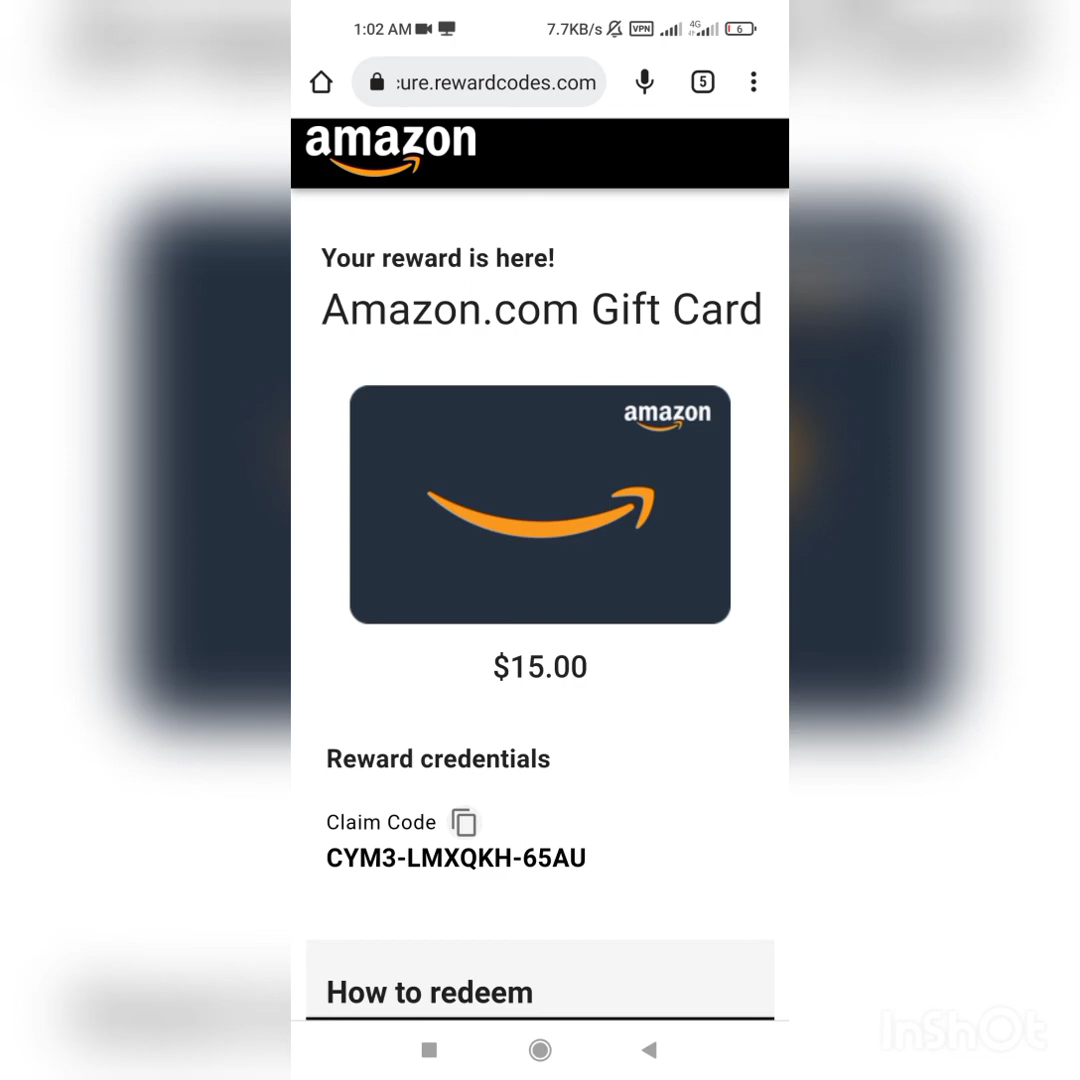 1:02 AM 7.7KB/s VPN 4G 6
:ure.rewardcodes.com 5
amazon
Your reward is here!
Amazon.com Gift Card
amazon
$15.00
Reward credentials
Claim Code
CYM3-LMXQKH-65AU
How to redeem
InShOt